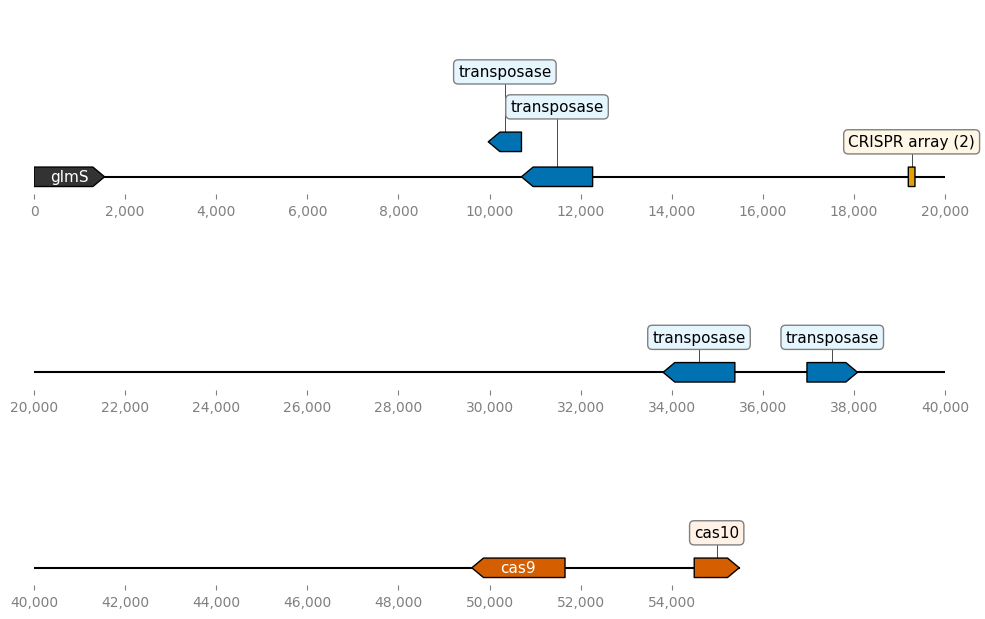 transposase
transposase
CRISPR array (2)
glmS
0 2,000 4,000 6,000 8,000 10,000 12,000 14,000 16,000 18,000 20,000
transposase transposase
20,000 22,000 24,000 26,000 28,000 30,000 32,000 34,000 36,000 38,000 40,000
cas10
cas9
40,000 42,000 44,000 46,000 48,000 50,000 52,000 54,000